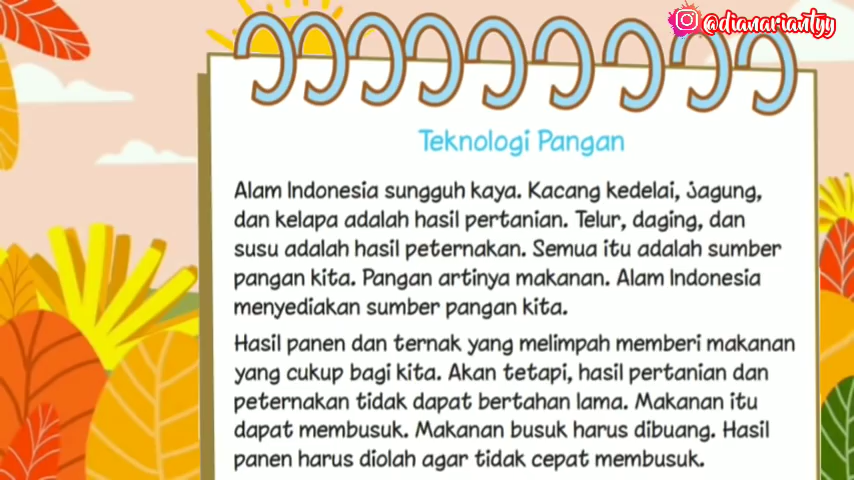 @dianariantyy
Teknologi Pangan
Alam Indonesia sungguh kaya. Kacang kedelai, jagung,
dan kelapa adalah hasil pertanian. Telur, daging, dan
susu adalah hasil peternakan. Semua itu adalah sumber
pangan kita. Pangan artinya makanan. Alam Indonesia
menyediakan sumber pangan kita.
Hasil panen dan ternak yang melimpah memberi makanan
yang cukup bagi kita. Akan tetapi, hasil pertanian dan
peternakan tidak dapat bertahan lama. Makanan itu
dapat membusuk. Makanan busuk harus dibuang. Hasil
panen harus diolah agar tidak cepat membusuk.